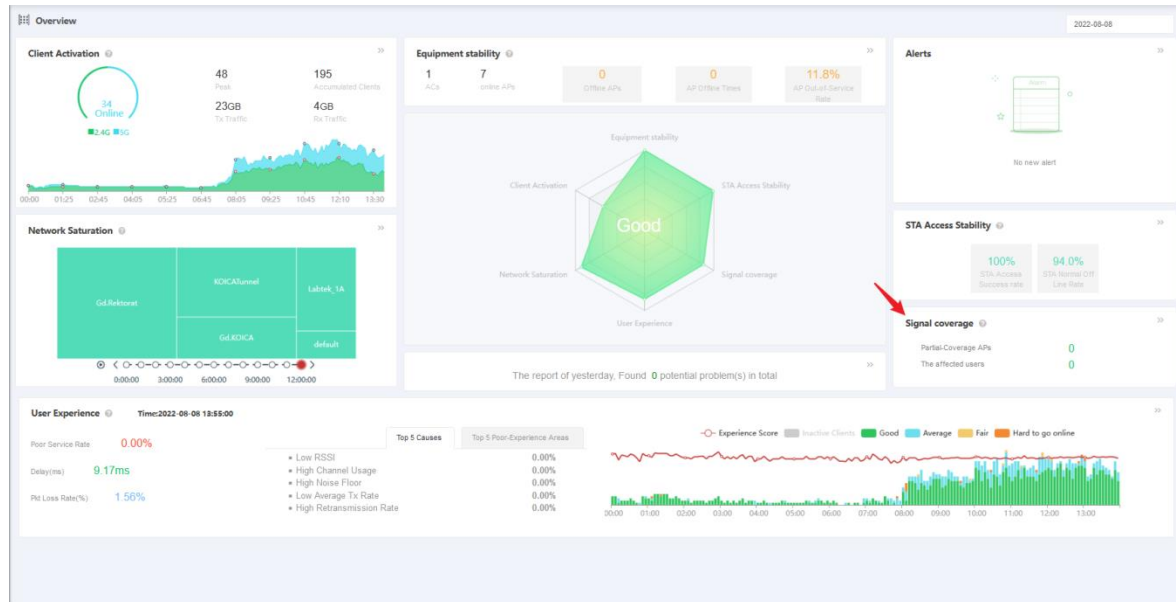 Overview
2022-08-08
Client Activation
34
Online
2.4G 5G
48
Peak
195
Accumulated Clients
23GB
Tx Traffic
4GB
Rx Traffic
00:00 01:25 02:45 04:05 05:25 06:45 08:05 09:25 10:45 12:10 13:30
Equipment stability
1
ACs
7
online APs
0
Offline APs
0
AP Offline Times
11.8%
AP Out-of-Service
Rate
Alerts
No new alert
Equipment stability
Client Activation
STA Access Stability
Good
Network Saturation
Signal coverage
User Experience
Network Saturation
Gd.Rektorat
KOICATunnel
Labtek_1A
Gd.KOICA
default
0:00:00 3:00:00 6:00:00 9:00:00 12:00:00
STA Access Stability
100%
STA Access
Success rate
94.0%
STA Normal Off
Line Rate
Signal coverage
Partial-Coverage APs 0
The affected users 0
The report of yesterday, Found 0 potential problem(s) in total
User Experience
Time:2022-08-08 13:55:00
Poor Service Rate 0.00%
Delay(ms) 9.17ms
Pkt Loss Rate(%) 1.56%
Top 5 Causes
Top 5 Poor-Experience Areas
Low RSSI 0.00%
High Channel Usage 0.00%
High Noise Floor 0.00%
Low Average Tx Rate 0.00%
High Retransmission Rate 0.00%
Experience Score Inactive Clients Good Average Fair Hard to go online
00:00 01:00 02:00 03:00 04:00 05:00 06:00 07:00 08:00 09:00 10:00 11:00 12:00 13:00